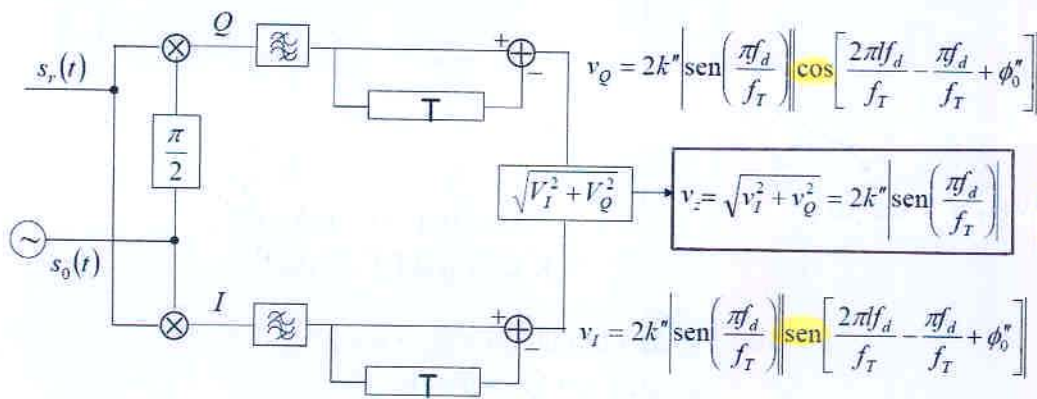 Q
s_r(t)
+
−
T
v_Q = 2k″|sen(πf_d/f_T)||cos[2πlf_d/f_T − πf_d/f_T + φ″_0]|
π/2
√(V_I² + V_Q²)
v_z = √(v_I² + v_Q²) = 2k″|sen(πf_d/f_T)|
~
s_0(t)
I
+
−
T
v_I = 2k″|sen(πf_d/f_T)||sen[2πlf_d/f_T − πf_d/f_T + φ″_0]|